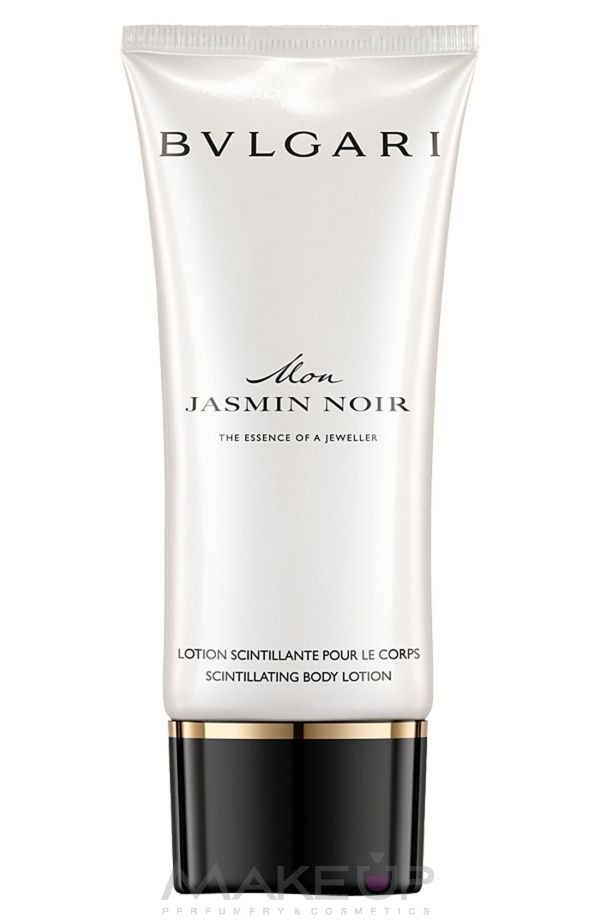 BVLGARI
Mon
JASMIN NOIR
THE ESSENCE OF A JEWELLER
LOTION SCINTILLANTE POUR LE CORPS
SCINTILLATING BODY LOTION
MAKEUP
PERFUMERY & COSMETICS